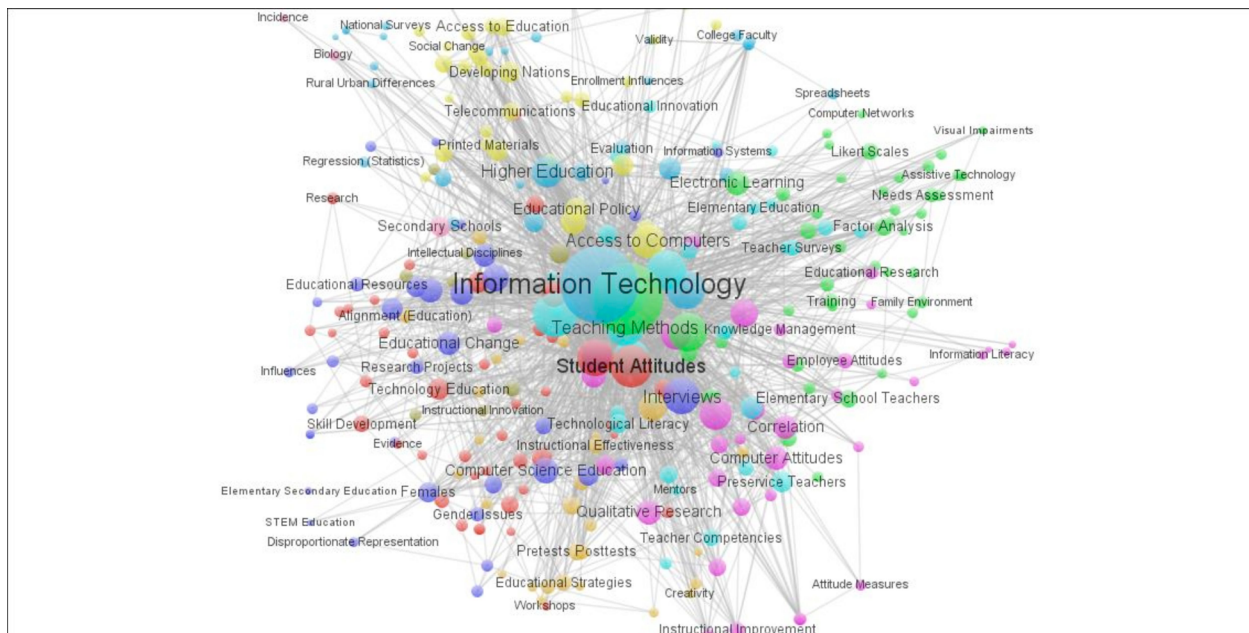 Incidence
National Surveys
Access to Education
College Faculty
Social Change
Validity
Biology
Developing Nations
Rural Urban Differences
Enrollment Influences
Spreadsheets
Telecommunications
Educational Innovation
Computer Networks
Visual Impairments
Printed Materials
Evaluation
Information Systems
Likert Scales
Regression (Statistics)
Higher Education
Electronic Learning
Assistive Technology
Research
Needs Assessment
Educational Policy
Elementary Education
Secondary Schools
Factor Analysis
Access to Computers
Teacher Surveys
Intellectual Disciplines
Educational Resources
Information Technology
Educational Research
Alignment (Education)
Training
Family Environment
Teaching Methods
Knowledge Management
Educational Change
Information Literacy
Influences
Research Projects
Student Attitudes
Employee Attitudes
Technology Education
Interviews
Elementary School Teachers
Instructional Innovation
Skill Development
Technological Literacy
Correlation
Evidence
Instructional Effectiveness
Computer Attitudes
Computer Science Education
Elementary Secondary Education
Females
Mentors
Preservice Teachers
Gender Issues
Qualitative Research
STEM Education
Disproportionate Representation
Teacher Competencies
Pretests Posttests
Educational Strategies
Creativity
Attitude Measures
Workshops
Instructional Improvement